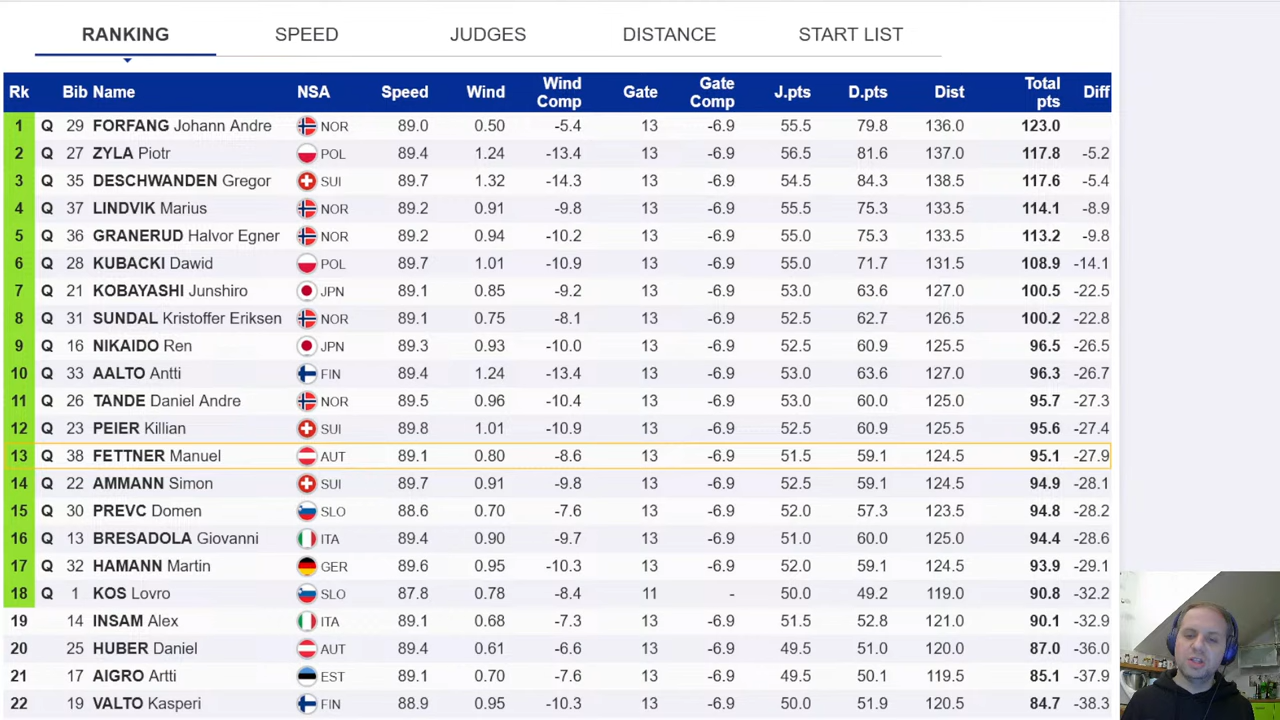 RANKING SPEED JUDGES DISTANCE START LIST
Rk Bib Name NSA Speed Wind Wind Comp Gate Gate Comp J.pts D.pts Dist Total pts Diff
1 Q 29 FORFANG Johann Andre NOR 89.0 0.50 -5.4 13 -6.9 55.5 79.8 136.0 123.0
2 Q 27 ZYLA Piotr POL 89.4 1.24 -13.4 13 -6.9 56.5 81.6 137.0 117.8 -5.2
3 Q 35 DESCHWANDEN Gregor SUI 89.7 1.32 -14.3 13 -6.9 54.5 84.3 138.5 117.6 -5.4
4 Q 37 LINDVIK Marius NOR 89.2 0.91 -9.8 13 -6.9 55.5 75.3 133.5 114.1 -8.9
5 Q 36 GRANERUD Halvor Egner NOR 89.2 0.94 -10.2 13 -6.9 55.0 75.3 133.5 113.2 -9.8
6 Q 28 KUBACKI Dawid POL 89.7 1.01 -10.9 13 -6.9 55.0 71.7 131.5 108.9 -14.1
7 Q 21 KOBAYASHI Junshiro JPN 89.1 0.85 -9.2 13 -6.9 53.0 63.6 127.0 100.5 -22.5
8 Q 31 SUNDAL Kristoffer Eriksen NOR 89.1 0.75 -8.1 13 -6.9 52.5 62.7 126.5 100.2 -22.8
9 Q 16 NIKAIDO Ren JPN 89.3 0.93 -10.0 13 -6.9 52.5 60.9 125.5 96.5 -26.5
10 Q 33 AALTO Antti FIN 89.4 1.24 -13.4 13 -6.9 53.0 63.6 127.0 96.3 -26.7
11 Q 26 TANDE Daniel Andre NOR 89.5 0.96 -10.4 13 -6.9 53.0 60.0 125.0 95.7 -27.3
12 Q 23 PEIER Killian SUI 89.8 1.01 -10.9 13 -6.9 52.5 60.9 125.5 95.6 -27.4
13 Q 38 FETTNER Manuel AUT 89.1 0.80 -8.6 13 -6.9 51.5 59.1 124.5 95.1 -27.9
14 Q 22 AMMANN Simon SUI 89.7 0.91 -9.8 13 -6.9 52.5 59.1 124.5 94.9 -28.1
15 Q 30 PREVC Domen SLO 88.6 0.70 -7.6 13 -6.9 52.0 57.3 123.5 94.8 -28.2
16 Q 13 BRESADOLA Giovanni ITA 89.4 0.90 -9.7 13 -6.9 51.0 60.0 125.0 94.4 -28.6
17 Q 32 HAMANN Martin GER 89.6 0.95 -10.3 13 -6.9 52.0 59.1 124.5 93.9 -29.1
18 Q 1 KOS Lovro SLO 87.8 0.78 -8.4 11 - 50.0 49.2 119.0 90.8 -32.2
19 14 INSAM Alex ITA 89.1 0.68 -7.3 13 -6.9 51.5 52.8 121.0 90.1 -32.9
20 25 HUBER Daniel AUT 89.4 0.61 -6.6 13 -6.9 49.5 51.0 120.0 87.0 -36.0
21 17 AIGRO Artti EST 89.1 0.70 -7.6 13 -6.9 49.5 50.1 119.5 85.1 -37.9
22 19 VALTO Kasperi FIN 88.9 0.95 -10.3 13 -6.9 50.0 51.9 120.5 84.7 -38.3